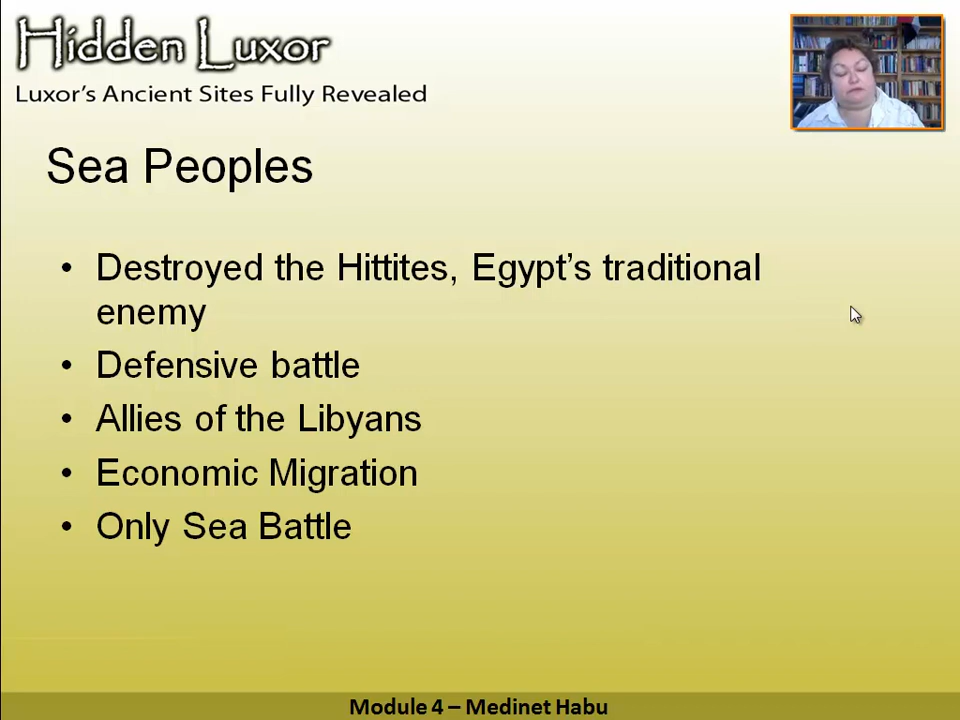 Hidden Luxor
Luxor's Ancient Sites Fully Revealed
Sea Peoples
• Destroyed the Hittites, Egypt's traditional
enemy
• Defensive battle
• Allies of the Libyans
• Economic Migration
• Only Sea Battle
Module 4 – Medinet Habu